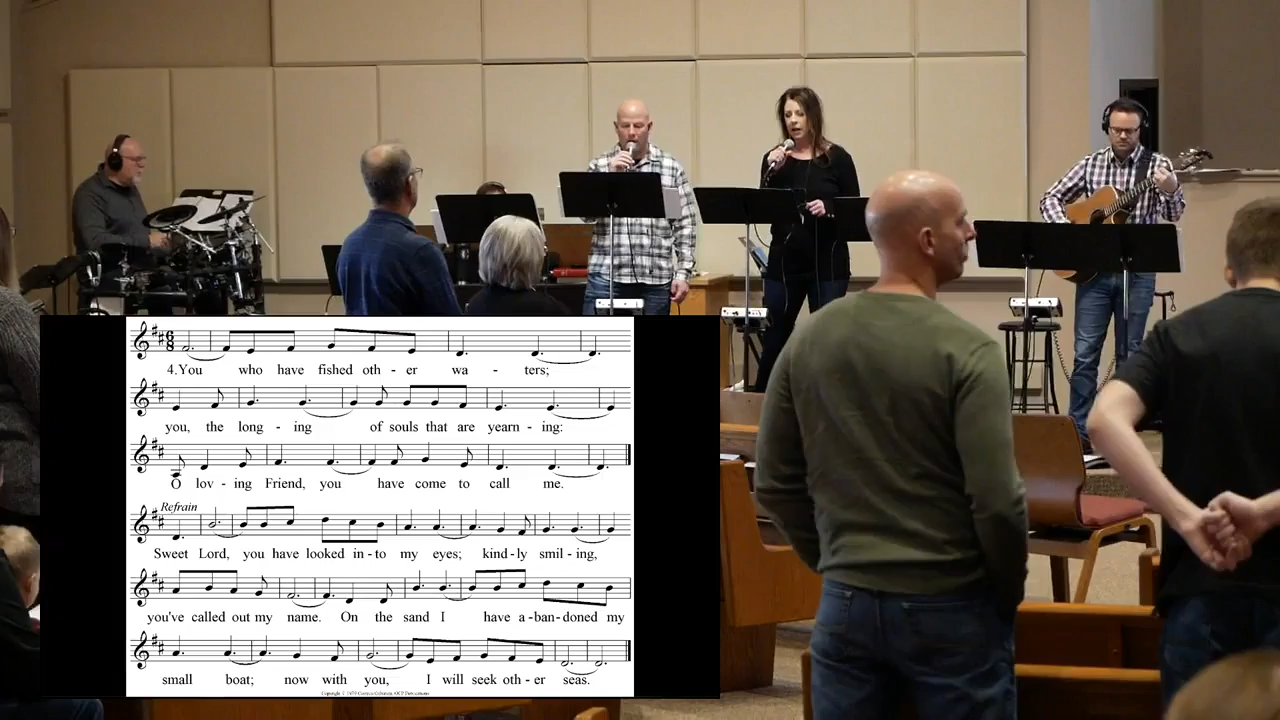 4.You who have fished oth - er wa - ters;
you, the long - ing of souls that are yearn - ing:
O lov - ing Friend, you have come to call me.
Refrain
Sweet Lord, you have looked in - to my eyes; kind - ly smil - ing,
you've called out my name. On the sand I have a - ban - doned my
small boat; now with you, I will seek oth - er seas.